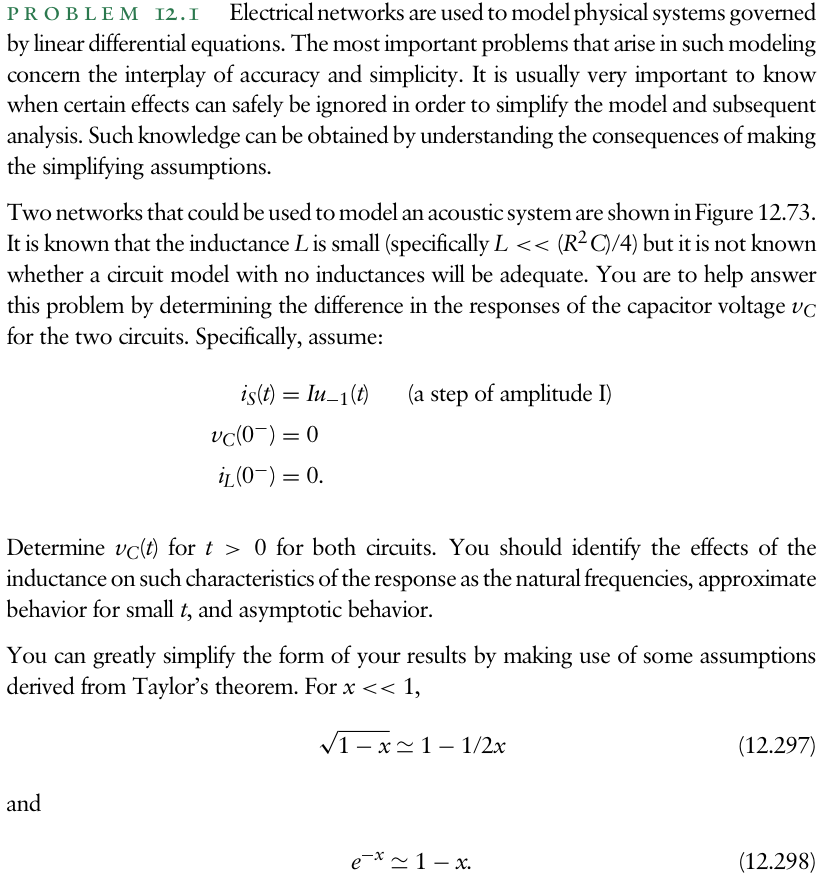 PROBLEM 12.1 Electrical networks are used to model physical systems governed
by linear differential equations. The most important problems that arise in such modeling
concern the interplay of accuracy and simplicity. It is usually very important to know
when certain effects can safely be ignored in order to simplify the model and subsequent
analysis. Such knowledge can be obtained by understanding the consequences of making
the simplifying assumptions.
Two networks that could be used to model an acoustic system are shown in Figure 12.73.
It is known that the inductance L is small (specifically L << (R²C)/4) but it is not known
whether a circuit model with no inductances will be adequate. You are to help answer
this problem by determining the difference in the responses of the capacitor voltage v_C
for the two circuits. Specifically, assume:
i_S(t) = Iu₋₁(t) (a step of amplitude I)
v_C(0⁻) = 0
i_L(0⁻) = 0.
Determine v_C(t) for t > 0 for both circuits. You should identify the effects of the
inductance on such characteristics of the response as the natural frequencies, approximate
behavior for small t, and asymptotic behavior.
You can greatly simplify the form of your results by making use of some assumptions
derived from Taylor's theorem. For x << 1,
√(1 − x) ≃ 1 − 1/2x (12.297)
and
e⁻ˣ ≃ 1 − x. (12.298)